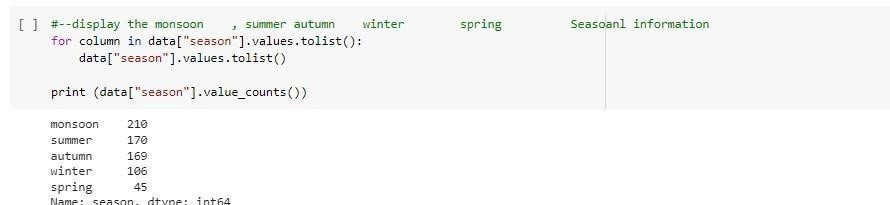 [ ] #--display the monsoon , summer autumn winter spring Seasoanl information
for column in data["season"].values.tolist():
data["season"].values.tolist()
print (data["season"].value_counts())
monsoon 210
summer 170
autumn 169
winter 106
spring 45
Name: season, dtype: int64